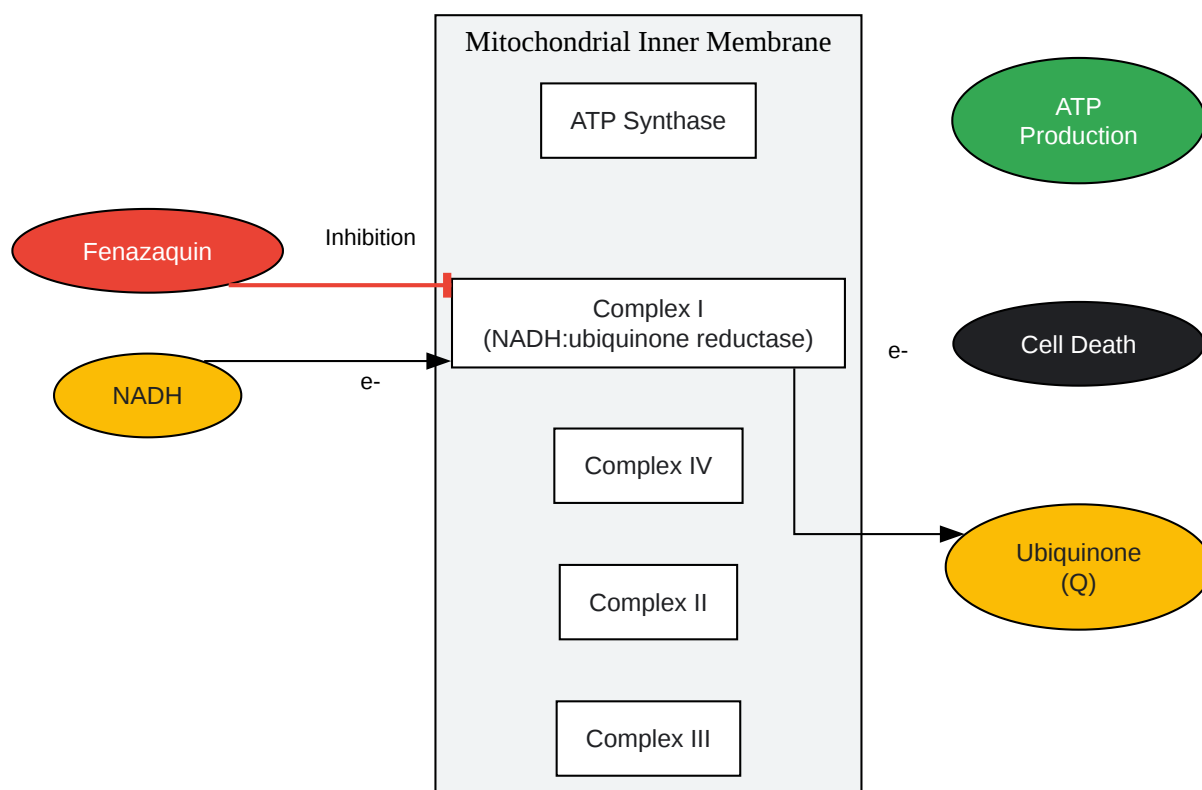 Mitochondrial Inner Membrane
ATP Synthase
ATP
Production
Fenazaquin
Inhibition
Complex I
(NADH:ubiquinone reductase)
e-
Cell Death
NADH
e-
Complex IV
Ubiquinone
(Q)
Complex II
Complex III